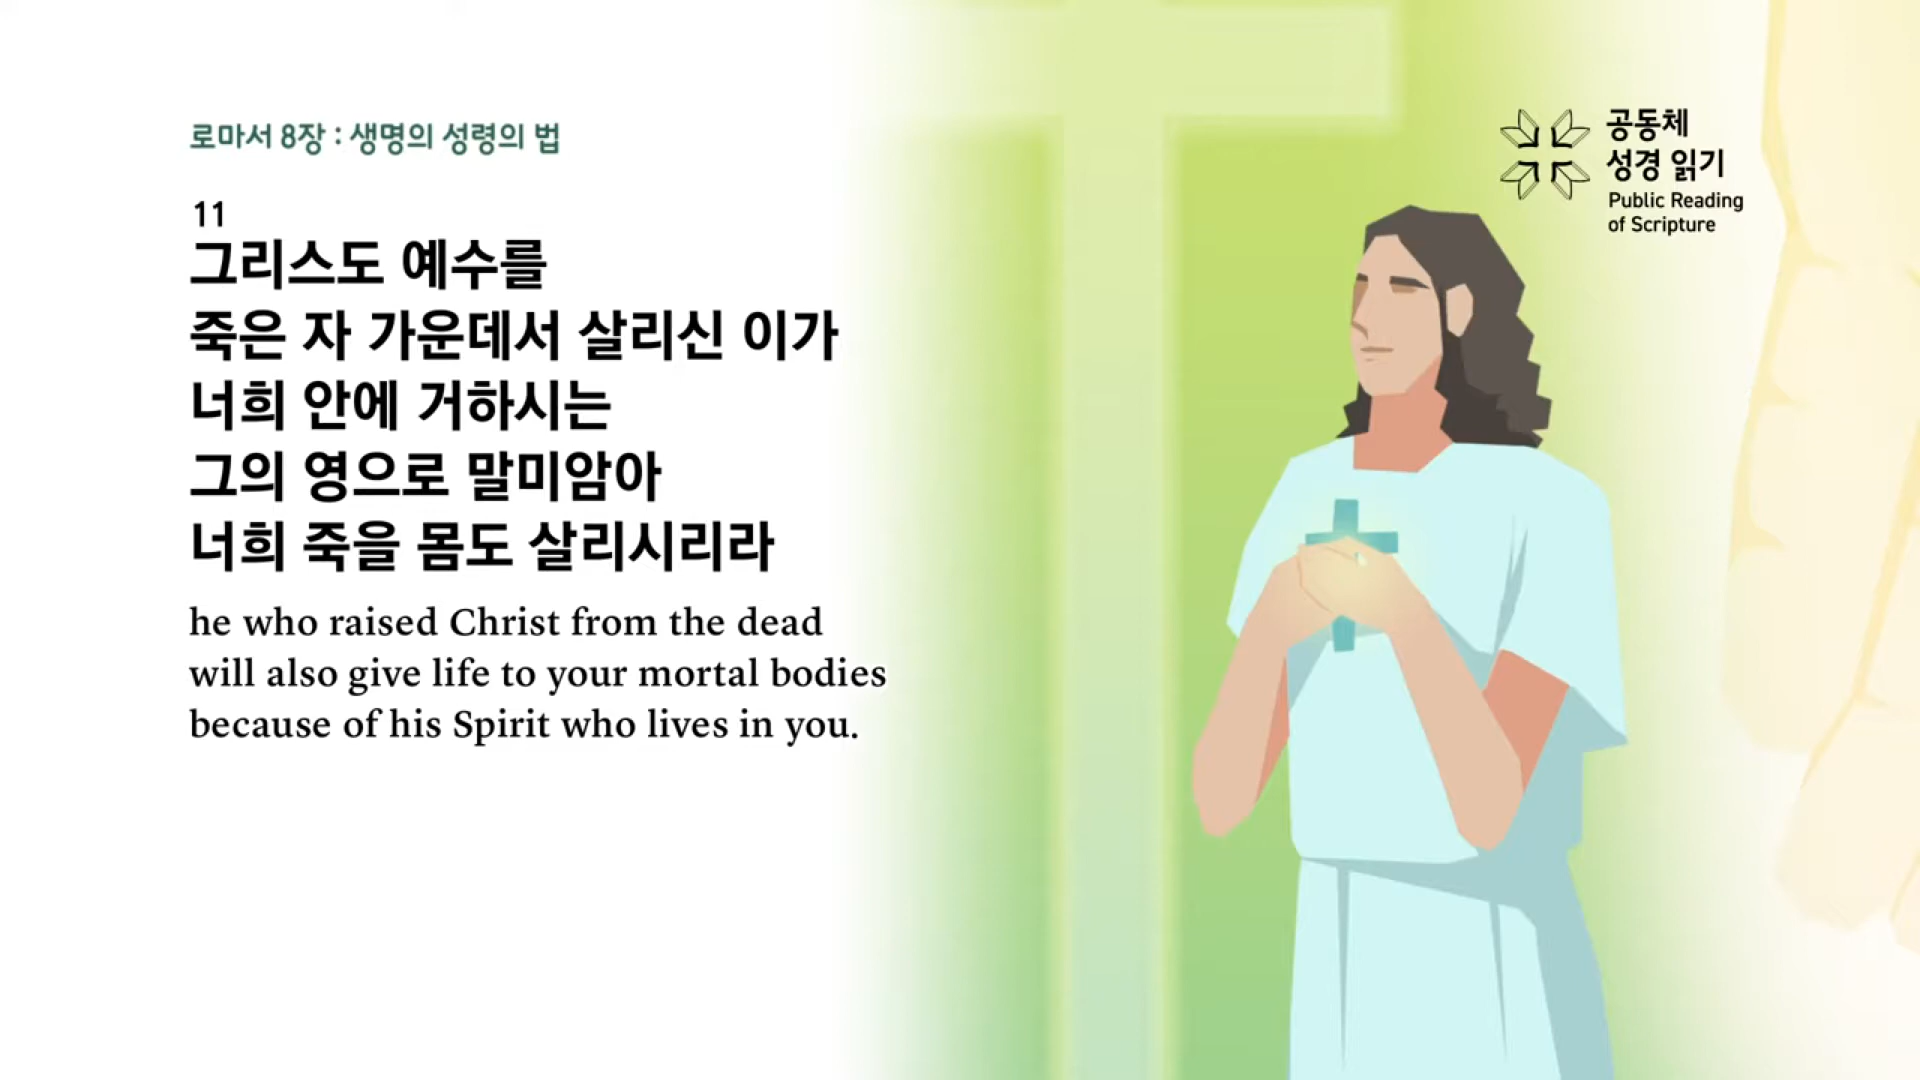 로마서 8장 : 생명의 성령의 법
11
그리스도 예수를
죽은 자 가운데서 살리신 이가
너희 안에 거하시는
그의 영으로 말미암아
너희 죽을 몸도 살리시리라
he who raised Christ from the dead
will also give life to your mortal bodies
because of his Spirit who lives in you.
공동체
성경 읽기
Public Reading
of Scripture